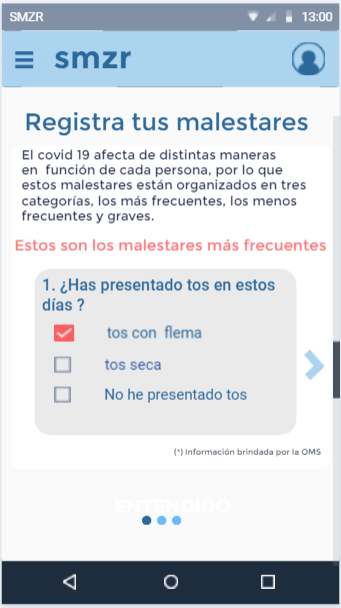 SMZR 13:00
smzr
Registra tus malestares
El covid 19 afecta de distintas maneras
en función de cada persona, por lo que
estos malestares están organizados en tres
categorías, los más frecuentes, los menos
frecuentes y graves.
Estos son los malestares más frecuentes
1. ¿Has presentado tos en estos
días ?
tos con flema
tos seca
No he presentado tos
(*) Información brindada por la OMS
ENTENDIDO